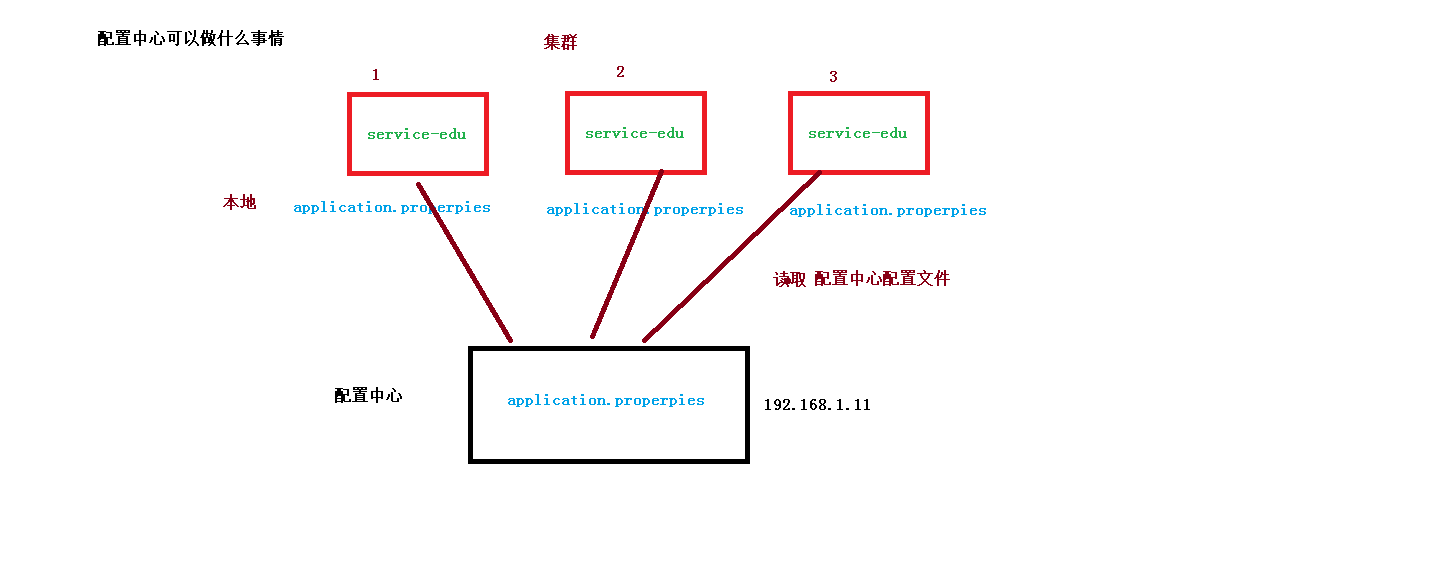 配置中心可以做什么事情
集群
1
2
3
service-edu
service-edu
service-edu
本地
application.properpies
application.properpies
application.properpies
读取 配置中心配置文件
配置中心
application.properpies
192.168.1.11